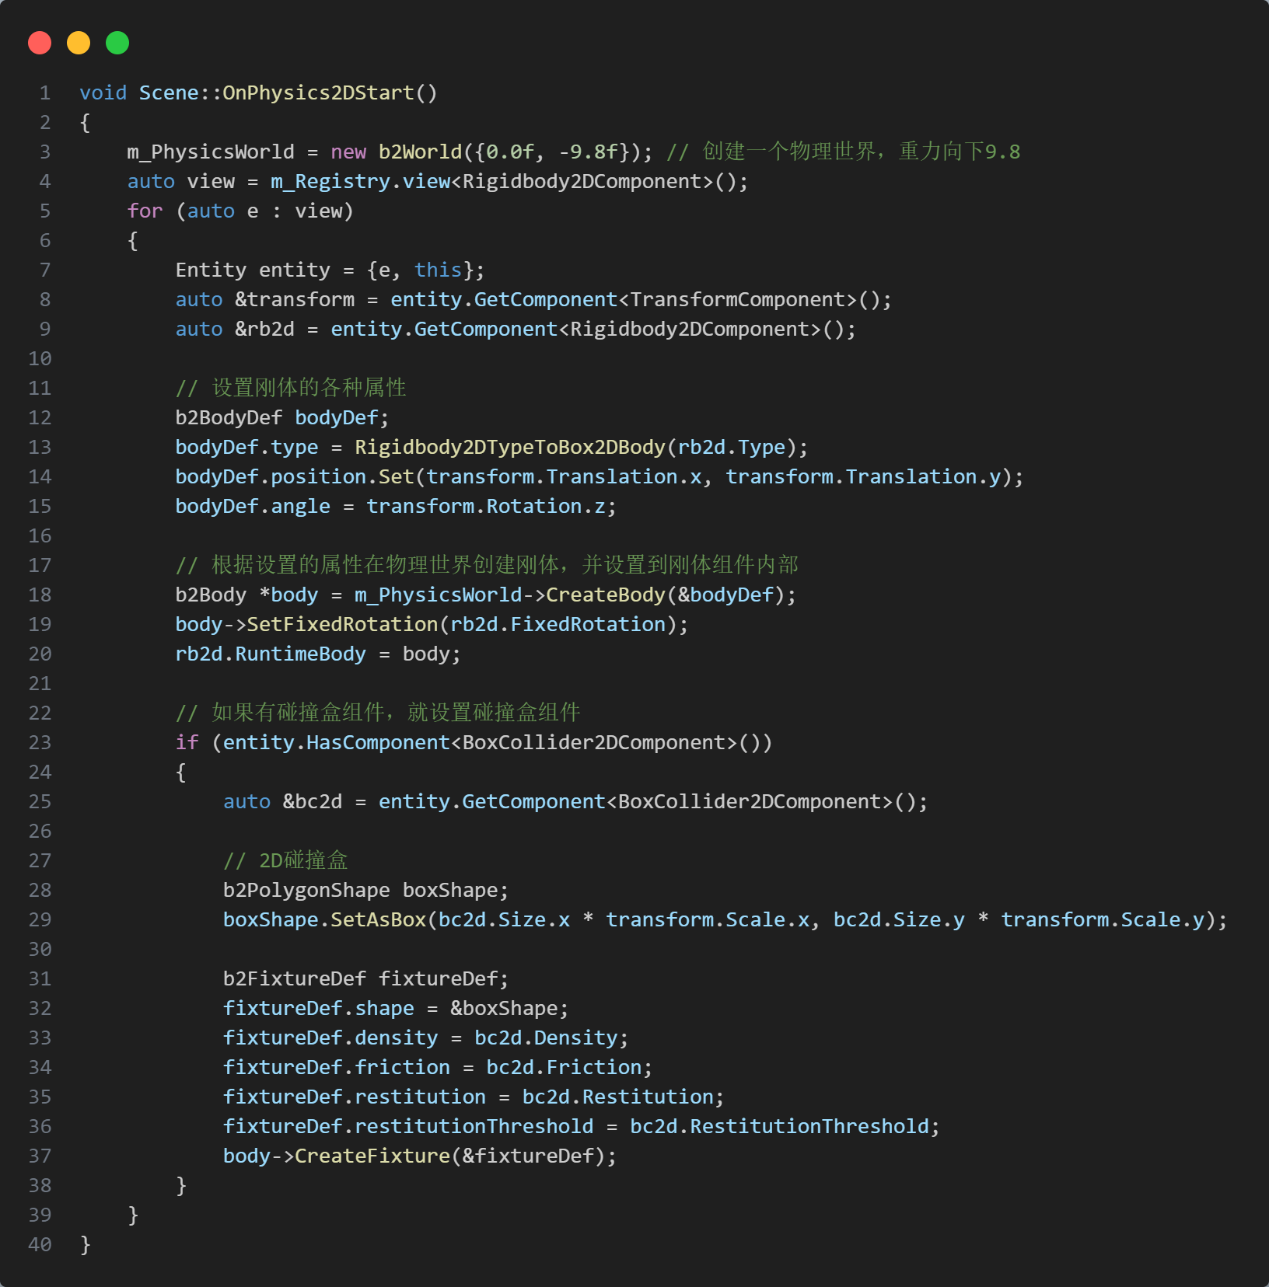 1 void Scene::OnPhysics2DStart()
2 {
3     m_PhysicsWorld = new b2World({0.0f, -9.8f}); // 创建一个物理世界，重力向下9.8
4     auto view = m_Registry.view<Rigidbody2DComponent>();
5     for (auto e : view)
6     {
7         Entity entity = {e, this};
8         auto &transform = entity.GetComponent<TransformComponent>();
9         auto &rb2d = entity.GetComponent<Rigidbody2DComponent>();
10
11         // 设置刚体的各种属性
12         b2BodyDef bodyDef;
13         bodyDef.type = Rigidbody2DTypeToBox2DBody(rb2d.Type);
14         bodyDef.position.Set(transform.Translation.x, transform.Translation.y);
15         bodyDef.angle = transform.Rotation.z;
16
17         // 根据设置的属性在物理世界创建刚体，并设置到刚体组件内部
18         b2Body *body = m_PhysicsWorld->CreateBody(&bodyDef);
19         body->SetFixedRotation(rb2d.FixedRotation);
20         rb2d.RuntimeBody = body;
21
22         // 如果有碰撞盒组件，就设置碰撞盒组件
23         if (entity.HasComponent<BoxCollider2DComponent>())
24         {
25             auto &bc2d = entity.GetComponent<BoxCollider2DComponent>();
26
27             // 2D碰撞盒
28             b2PolygonShape boxShape;
29             boxShape.SetAsBox(bc2d.Size.x * transform.Scale.x, bc2d.Size.y * transform.Scale.y);
30
31             b2FixtureDef fixtureDef;
32             fixtureDef.shape = &boxShape;
33             fixtureDef.density = bc2d.Density;
34             fixtureDef.friction = bc2d.Friction;
35             fixtureDef.restitution = bc2d.Restitution;
36             fixtureDef.restitutionThreshold = bc2d.RestitutionThreshold;
37             body->CreateFixture(&fixtureDef);
38         }
39     }
40 }